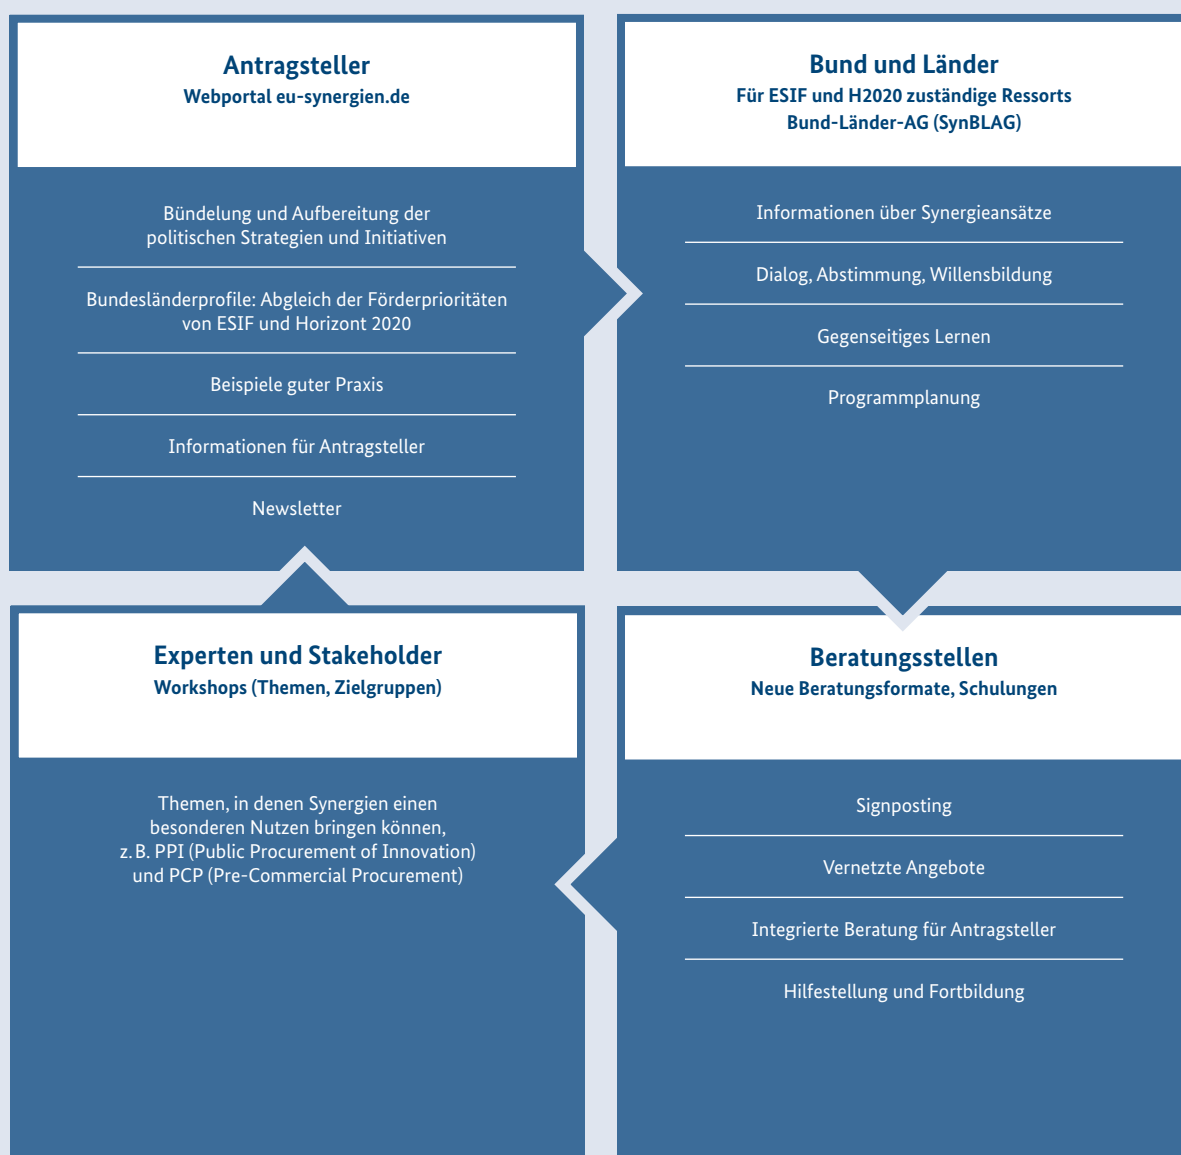 Antragsteller
Webportal eu-synergien.de
Bündelung und Aufbereitung der
politischen Strategien und Initiativen
Bundesländerprofile: Abgleich der Förderprioritäten
von ESIF und Horizont 2020
Beispiele guter Praxis
Informationen für Antragsteller
Newsletter
Bund und Länder
Für ESIF und H2020 zuständige Ressorts
Bund-Länder-AG (SynBLAG)
Informationen über Synergieansätze
Dialog, Abstimmung, Willensbildung
Gegenseitiges Lernen
Programmplanung
Experten und Stakeholder
Workshops (Themen, Zielgruppen)
Themen, in denen Synergien einen
besonderen Nutzen bringen können,
z. B. PPI (Public Procurement of Innovation)
und PCP (Pre-Commercial Procurement)
Beratungsstellen
Neue Beratungsformate, Schulungen
Signposting
Vernetzte Angebote
Integrierte Beratung für Antragsteller
Hilfestellung und Fortbildung